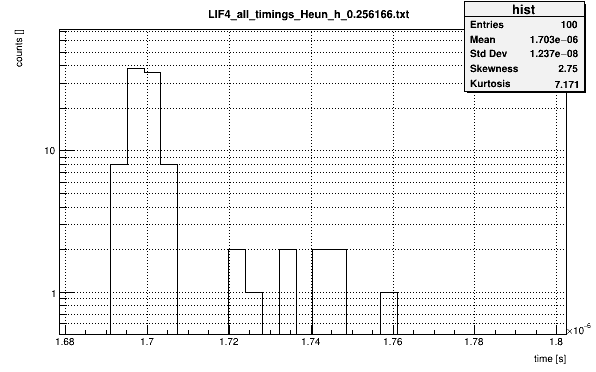 LIF4_all_timings_Heun_h_0.256166.txt
hist
Entries 100
Mean 1.703e−06
Std Dev 1.237e−08
Skewness 2.75
Kurtosis 7.171
counts []
10
1
1.68 1.7 1.72 1.74 1.76 1.78 1.8
×10⁻⁶
time [s]